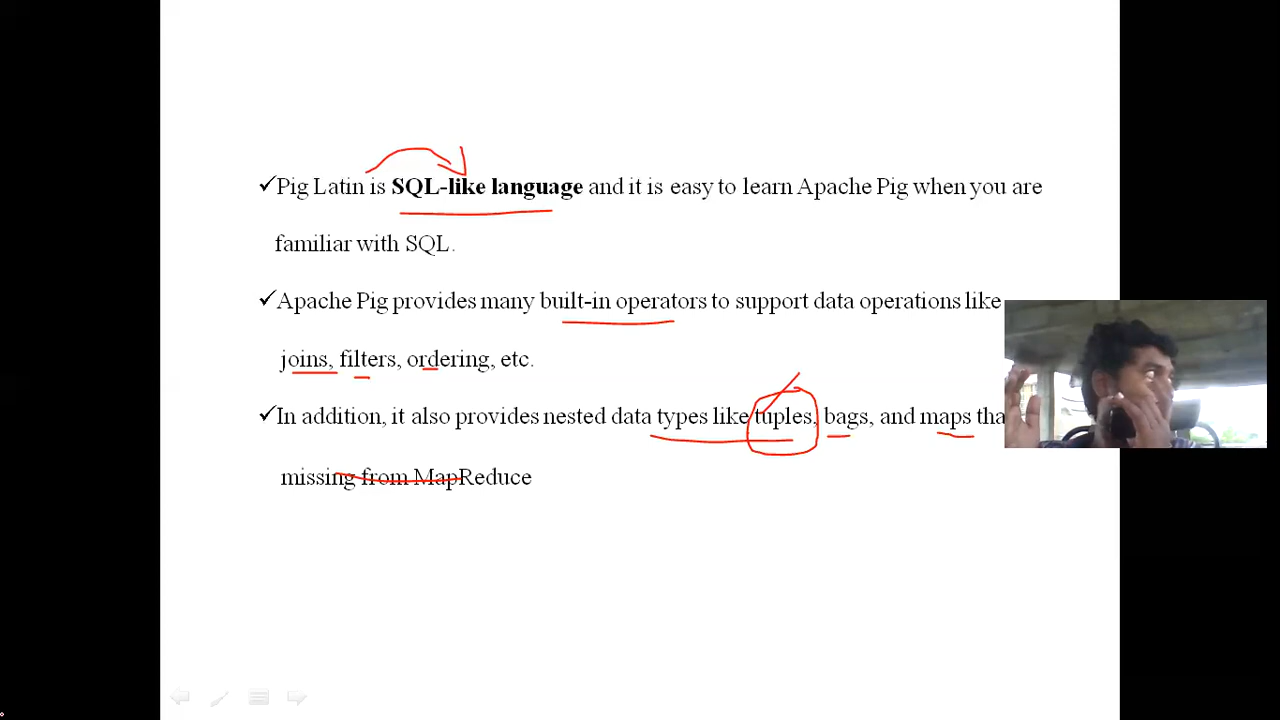 ✓Pig Latin is SQL-like language and it is easy to learn Apache Pig when you are
familiar with SQL.
✓Apache Pig provides many built-in operators to support data operations like
joins, filters, ordering, etc.
✓In addition, it also provides nested data types like tuples, bags, and maps
missing from MapReduce